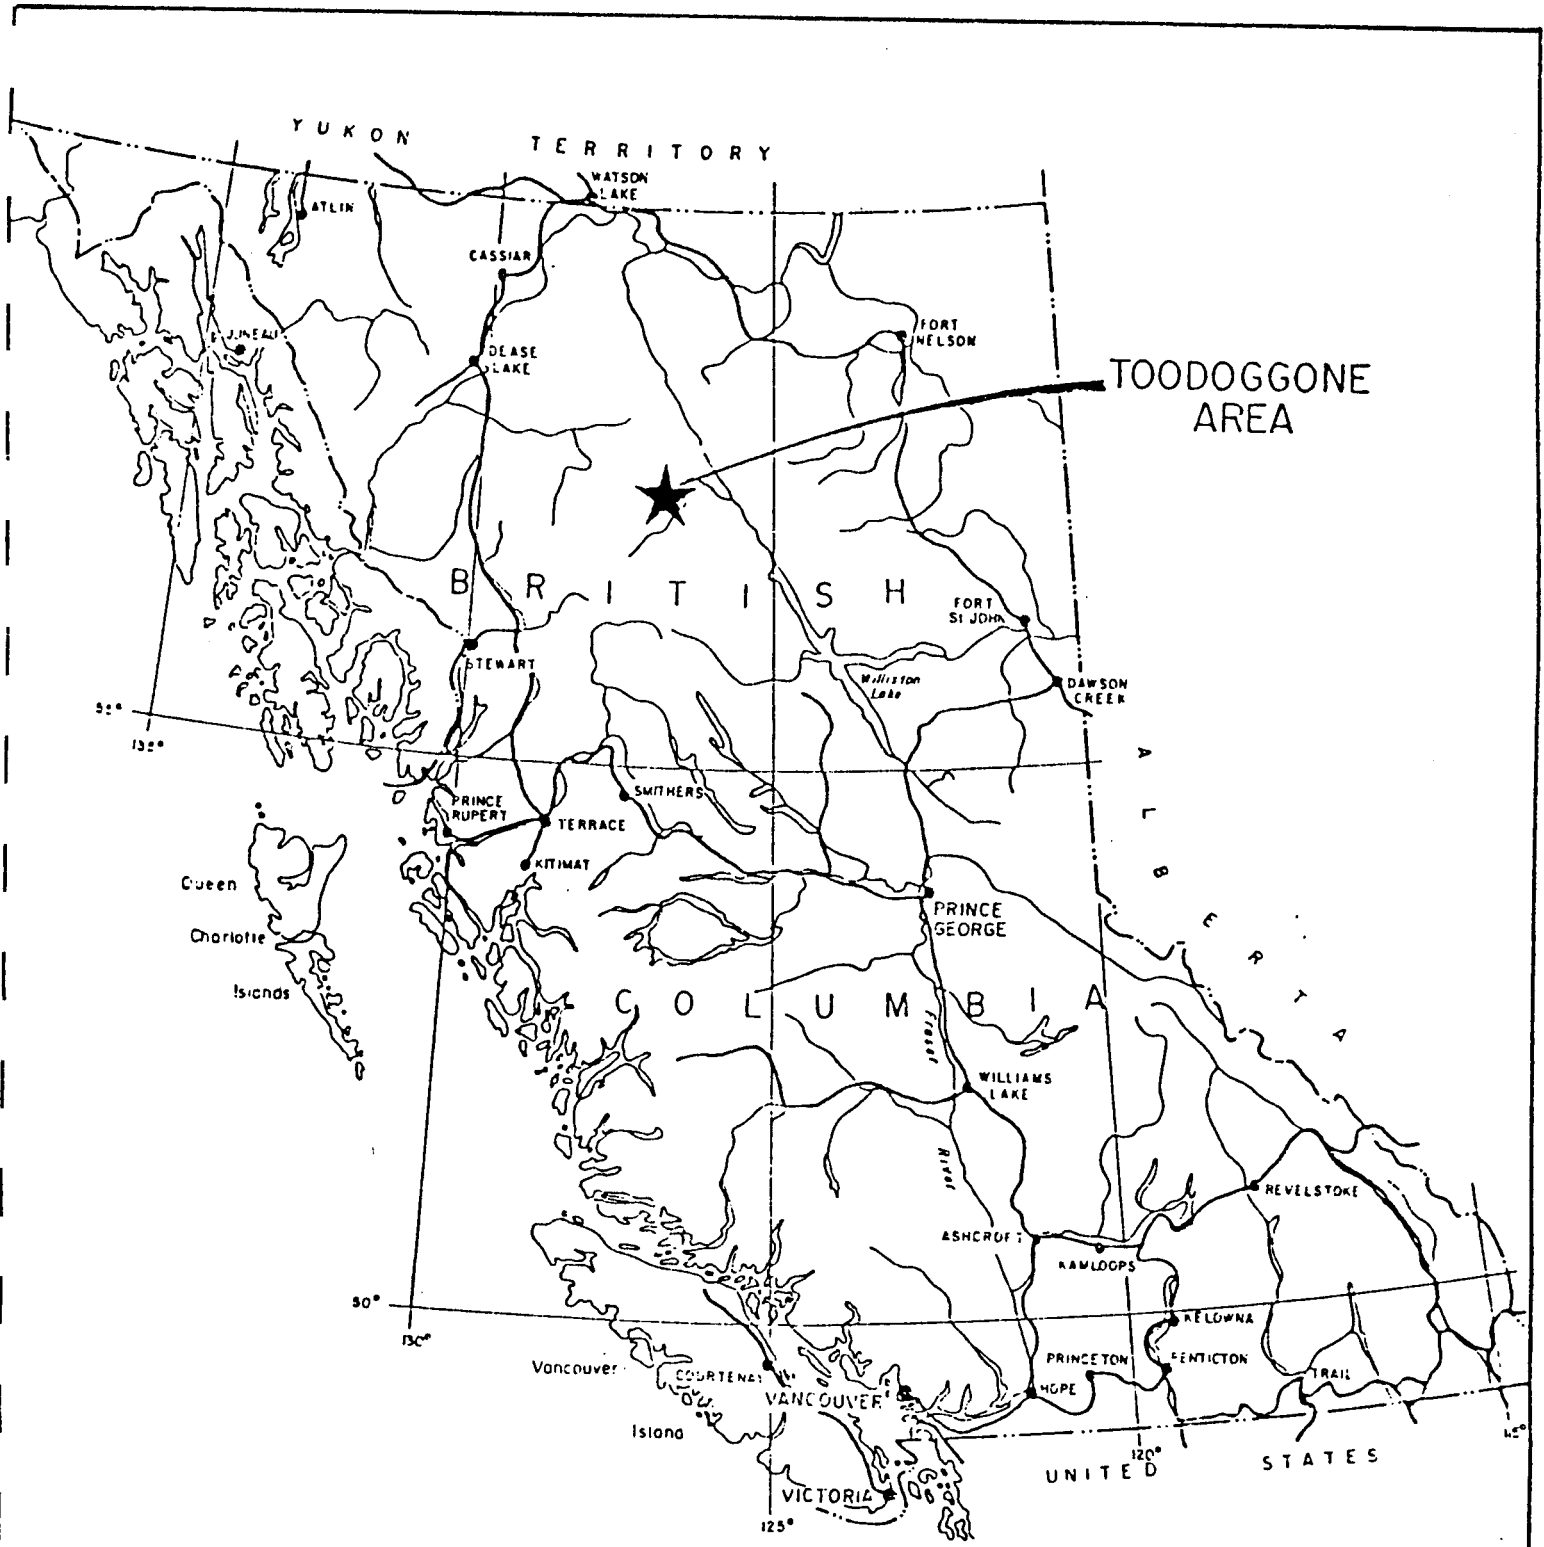 YUKON TERRITORY
WATSON
LAKE
ATLIN
CASSIAR
JUNEAU
DEASE
LAKE
FORT
NELSON
TOODOGGONE
AREA
BRITISH
FORT
St JOHN
STEWART
Williston
Lake
DAWSON
CREEK
55°
135°
ALBERTA
PRINCE
RUPERT
SMITHERS
TERRACE
KITIMAT
Queen
Charlotte
Islands
PRINCE
GEORGE
COLUMBIA
Fraser
River
WILLIAMS
LAKE
REVELSTOKE
ASHCROFT
KAMLOOPS
50°
130°
KELOWNA
Vancouver
Island
COURTENAY
PRINCETON
PENTICTON
TRAIL
HOPE
VANCOUVER
VICTORIA
125°
120°
UNITED STATES